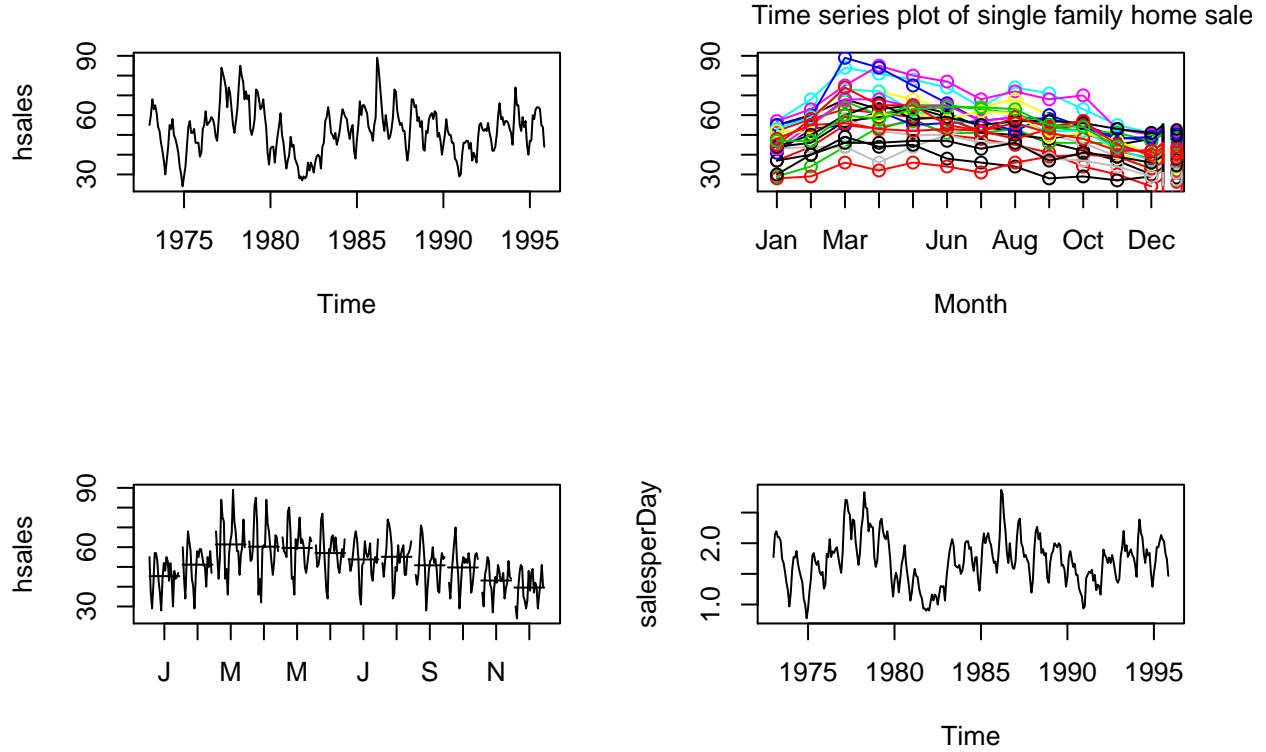 hsales
90
60
30
1975 1980 1985 1990 1995
Time
Time series plot of single family home sale
90
60
30
Jan Mar Jun Aug Oct Dec
Month
hsales
90
60
30
J M M J S N
salesperDay
2.0
1.0
1975 1980 1985 1990 1995
Time